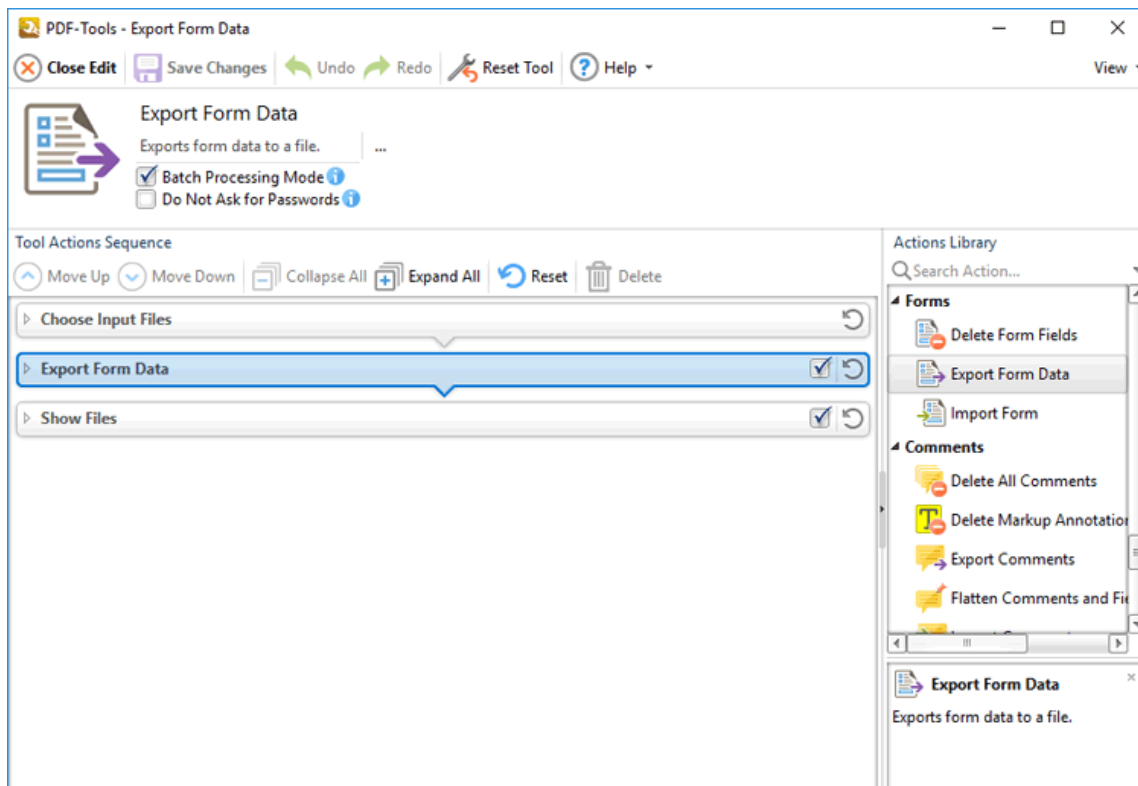 PDF-Tools - Export Form Data
Close Edit Save Changes Undo Redo Reset Tool Help View
Export Form Data
Exports form data to a file. ...
Batch Processing Mode
Do Not Ask for Passwords
Tool Actions Sequence
Move Up Move Down Collapse All Expand All Reset Delete
Choose Input Files
Export Form Data
Show Files
Actions Library
Search Action...
Forms
Delete Form Fields
Export Form Data
Import Form
Comments
Delete All Comments
Delete Markup Annotation
Export Comments
Flatten Comments and Fie
Export Form Data
Exports form data to a file.